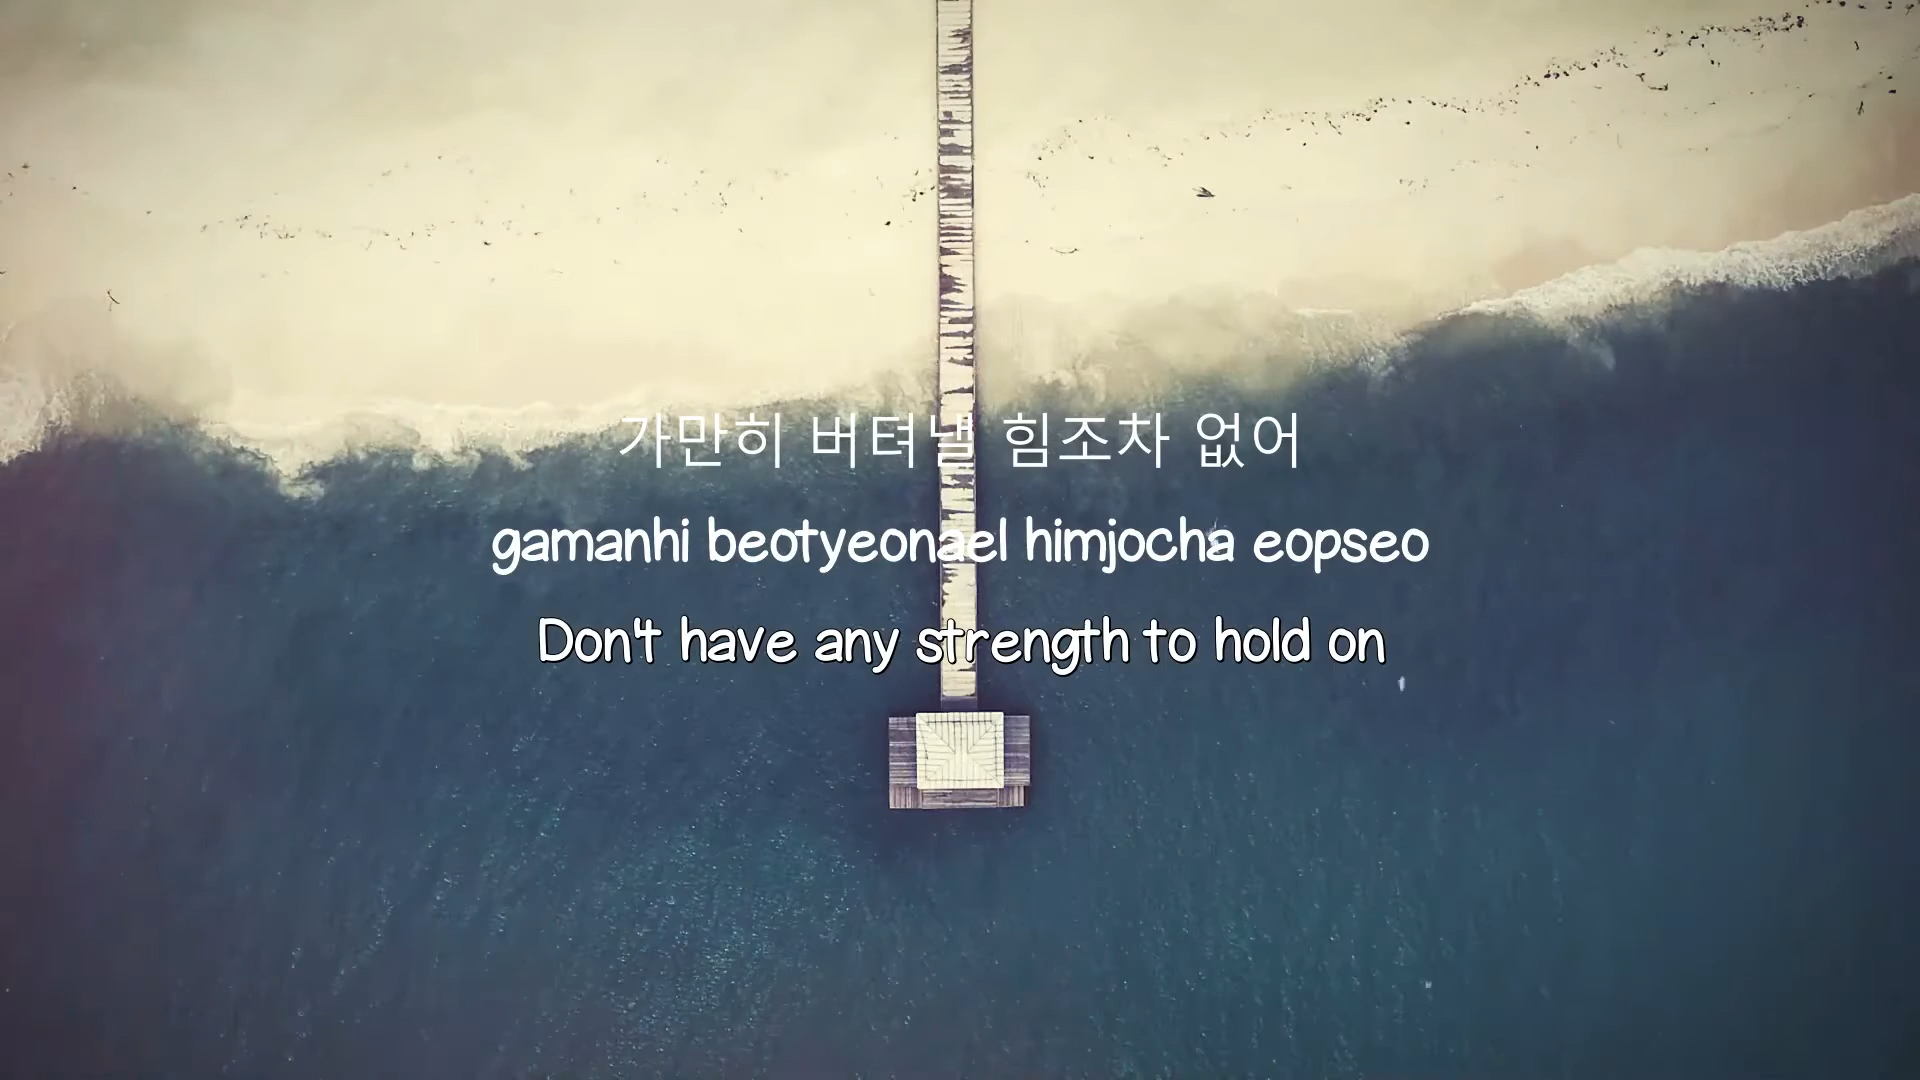 가만히 버텨낼 힘조차 없어
gamanhi beotyeonael himjocha eopseo
Don't have any strength to hold on